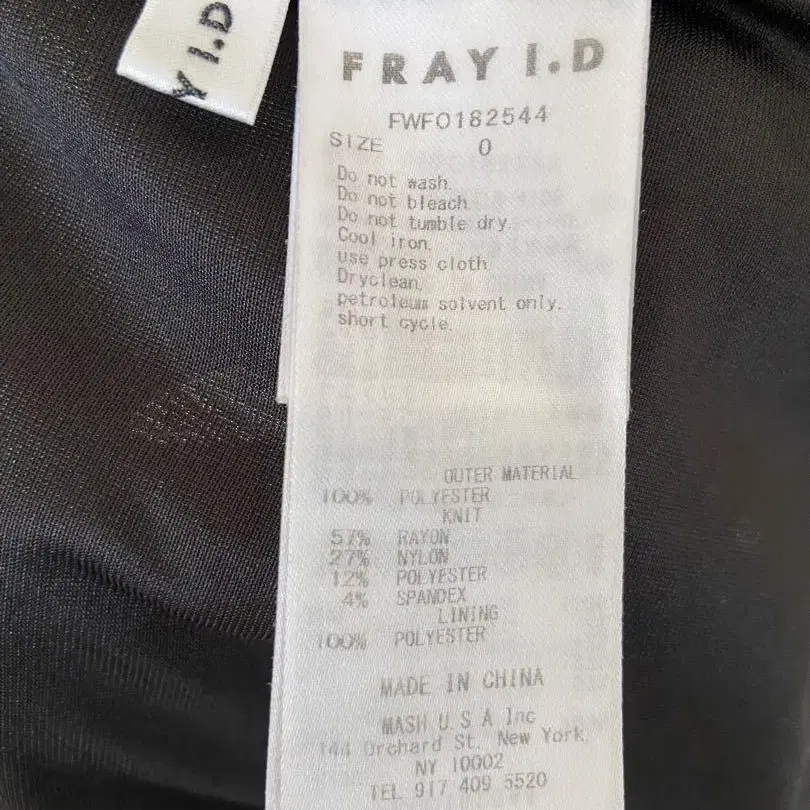 Y I.D
FRAY I.D
FWFO182544
SIZE 0
Do not wash.
Do not bleach
Do not tumble dry.
Cool iron.
use press cloth
Dryclean.
petroleum solvent only.
short cycle.
OUTER MATERIAL
100% POLYESTER
KNIT
57% RAYON
27% NYLON
12% POLYESTER
4% SPANDEX
LINING
100% POLYESTER
MADE IN CHINA
MASH U.S.A Inc
144 Orchard St. New York,
NY 10002
TEL 917 409 5520